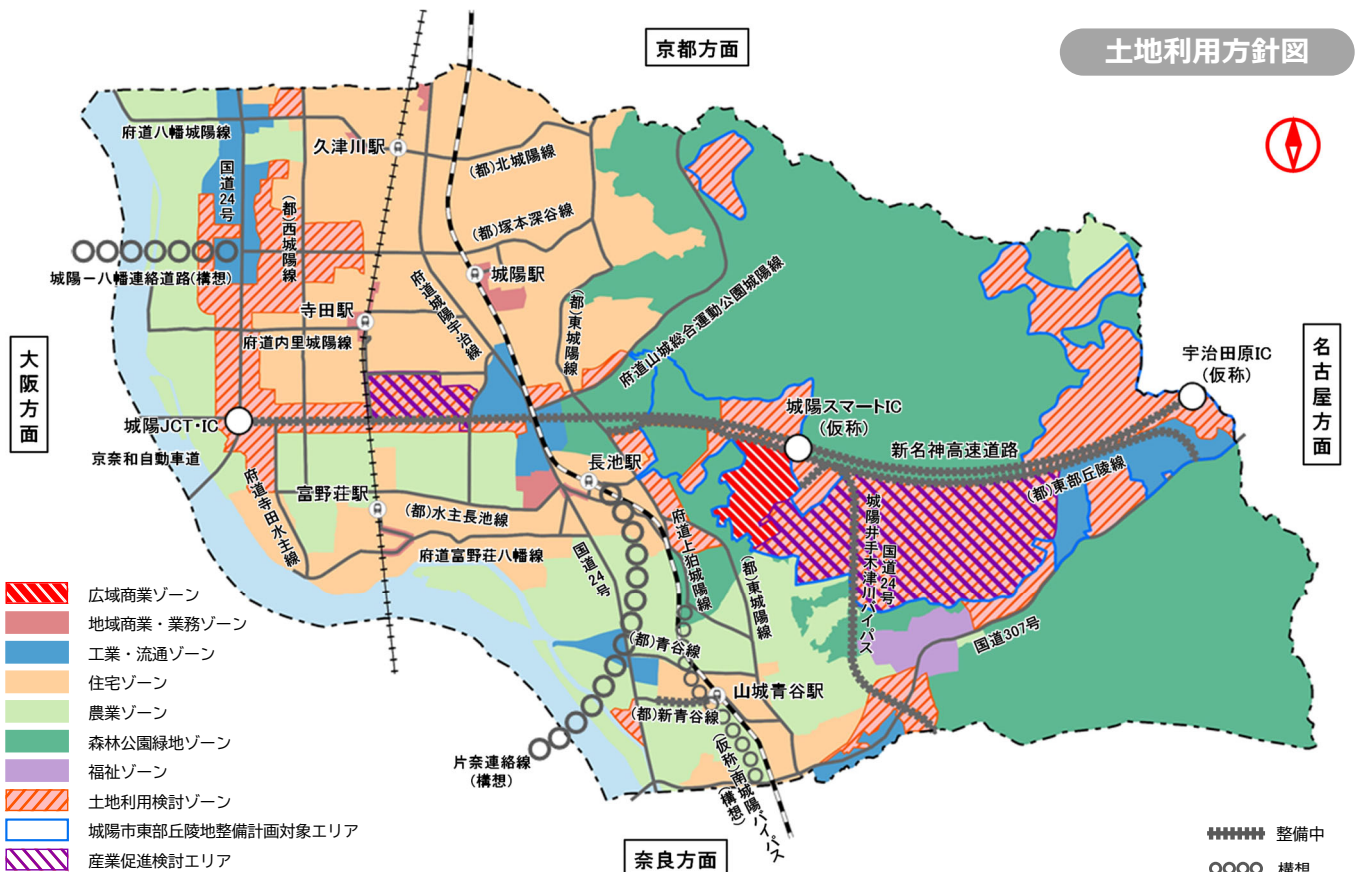 土地利用方針図
京都方面
府道八幡城陽線
久津川駅
(都)北城陽線
国道24号
(都)西城陽線
(都)塚本深谷線
城陽ー八幡連絡道路(構想)
城陽駅
府道城陽宇治線
(都)東城陽線
府道山城総合運動公園城陽線
寺田駅
府道内里城陽線
大阪方面
名古屋方面
宇治田原IC
(仮称)
城陽スマートIC
(仮称)
城陽JCT・IC
新名神高速道路
京奈和自動車道
長池駅
(都)東部丘陵線
富野荘駅
府道寺田水主線
(都)水主長池線
府道上狛城陽線
城陽井手木津川バイパス
国道24号
府道富野荘八幡線
国道24号
(都)東城陽線
国道307号
(都)青谷線
山城青谷駅
(都)新青谷線
片奈連絡線
(構想)
(仮称)南城陽バイパス
(構想)
奈良方面
広域商業ゾーン
地域商業・業務ゾーン
工業・流通ゾーン
住宅ゾーン
農業ゾーン
森林公園緑地ゾーン
福祉ゾーン
土地利用検討ゾーン
城陽市東部丘陵地整備計画対象エリア
産業促進検討エリア
整備中
構想